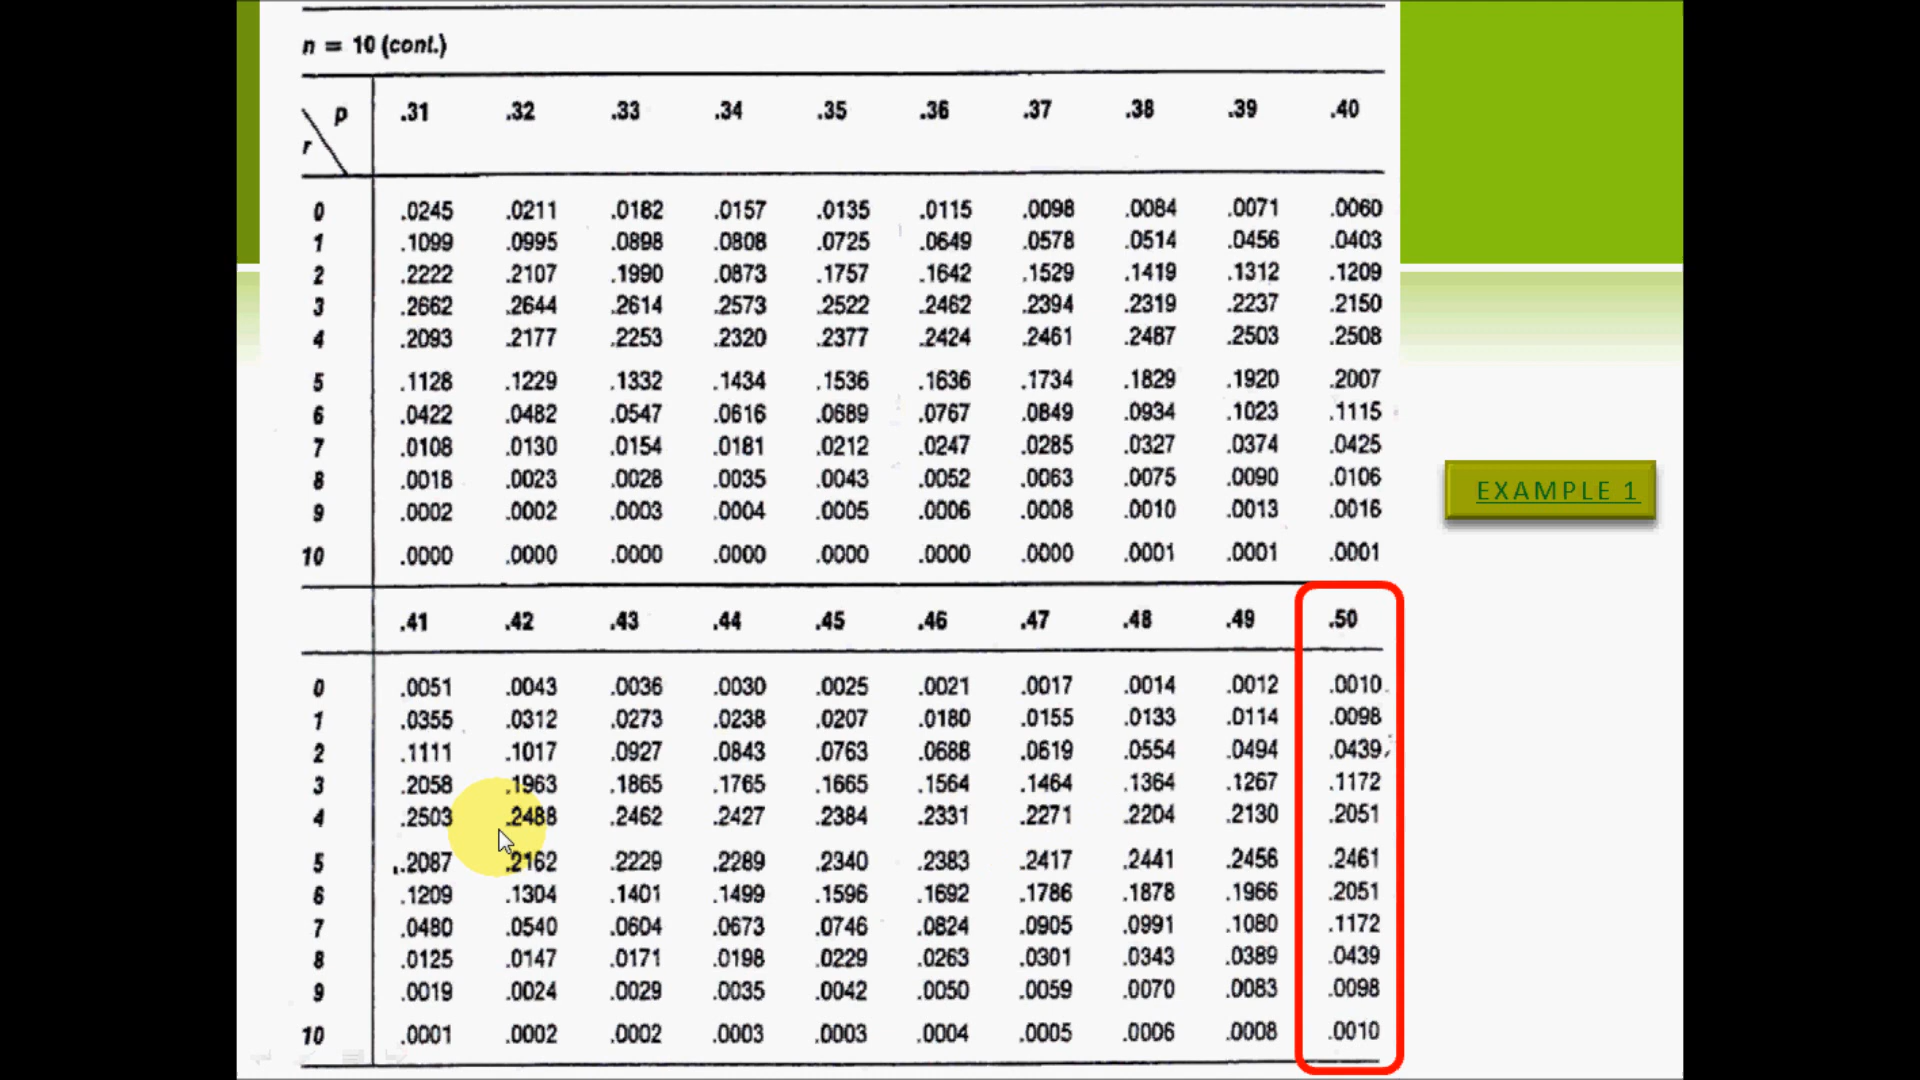 n = 10 (cont.)
p .31 .32 .33 .34 .35 .36 .37 .38 .39 .40
r
0 .0245 .0211 .0182 .0157 .0135 .0115 .0098 .0084 .0071 .0060
1 .1099 .0995 .0898 .0808 .0725 .0649 .0578 .0514 .0456 .0403
2 .2222 .2107 .1990 .0873 .1757 .1642 .1529 .1419 .1312 .1209
3 .2662 .2644 .2614 .2573 .2522 .2462 .2394 .2319 .2237 .2150
4 .2093 .2177 .2253 .2320 .2377 .2424 .2461 .2487 .2503 .2508
5 .1128 .1229 .1332 .1434 .1536 .1636 .1734 .1829 .1920 .2007
6 .0422 .0482 .0547 .0616 .0689 .0767 .0849 .0934 .1023 .1115
7 .0108 .0130 .0154 .0181 .0212 .0247 .0285 .0327 .0374 .0425
8 .0018 .0023 .0028 .0035 .0043 .0052 .0063 .0075 .0090 .0106
9 .0002 .0002 .0003 .0004 .0005 .0006 .0008 .0010 .0013 .0016
10 .0000 .0000 .0000 .0000 .0000 .0000 .0000 .0001 .0001 .0001
.41 .42 .43 .44 .45 .46 .47 .48 .49 .50
0 .0051 .0043 .0036 .0030 .0025 .0021 .0017 .0014 .0012 .0010
1 .0355 .0312 .0273 .0238 .0207 .0180 .0155 .0133 .0114 .0098
2 .1111 .1017 .0927 .0843 .0763 .0688 .0619 .0554 .0494 .0439
3 .2058 .1963 .1865 .1765 .1665 .1564 .1464 .1364 .1267 .1172
4 .2503 .2488 .2462 .2427 .2384 .2331 .2271 .2204 .2130 .2051
5 .2087 .2162 .2229 .2289 .2340 .2383 .2417 .2441 .2456 .2461
6 .1209 .1304 .1401 .1499 .1596 .1692 .1786 .1878 .1966 .2051
7 .0480 .0540 .0604 .0673 .0746 .0824 .0905 .0991 .1080 .1172
8 .0125 .0147 .0171 .0198 .0229 .0263 .0301 .0343 .0389 .0439
9 .0019 .0024 .0029 .0035 .0042 .0050 .0059 .0070 .0083 .0098
10 .0001 .0002 .0002 .0003 .0003 .0004 .0005 .0006 .0008 .0010
EXAMPLE 1